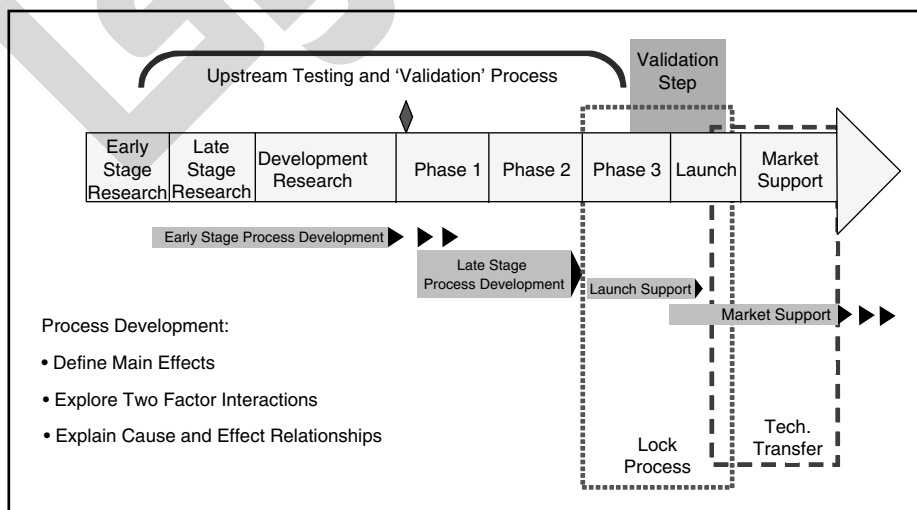 Upstream Testing and ‘Validation’ Process
Validation
Step
Early
Stage
Research
Late
Stage
Research
Development
Research
Phase 1
Phase 2
Phase 3
Launch
Market
Support
Early Stage Process Development
Late Stage
Process Development
Launch Support
Market Support
Process Development:
• Define Main Effects
• Explore Two Factor Interactions
• Explain Cause and Effect Relationships
Lock
Process
Tech.
Transfer